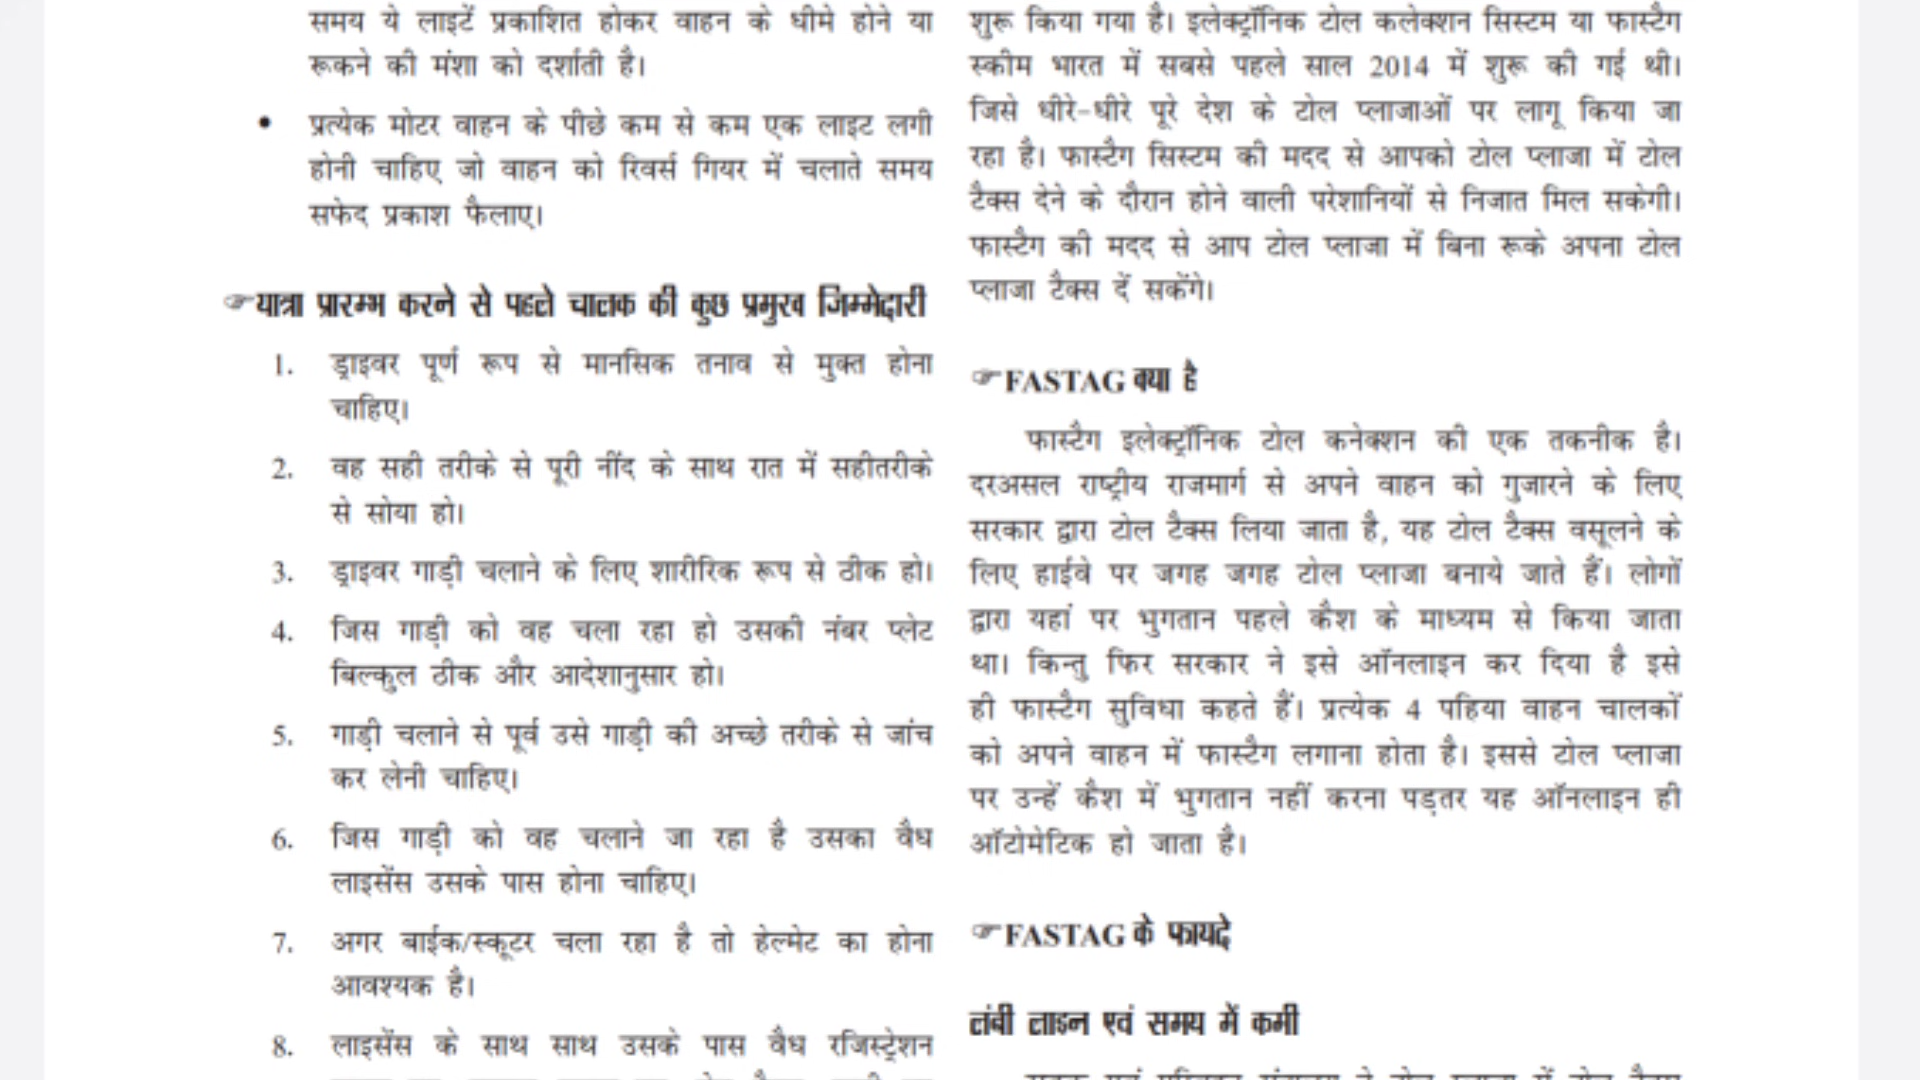 समय ये लाइटें प्रकाशित होकर वाहन के धीमे होने या
रूकने की मंशा को दर्शाती है।
• प्रत्येक मोटर वाहन के पीछे कम से कम एक लाइट लगी
होनी चाहिए जो वाहन को रिवर्स गियर में चलाते समय
सफेद प्रकाश फैलाए।
☞यात्रा प्रारम्भ करने से पहले चालक की कुछ प्रमुख जिम्मेदारी
1. ड्राइवर पूर्ण रूप से मानसिक तनाव से मुक्त होना
चाहिए।
2. वह सही तरीके से पूरी नींद के साथ रात में सहीतरीके
से सोया हो।
3. ड्राइवर गाड़ी चलाने के लिए शारीरिक रूप से ठीक हो।
4. जिस गाड़ी को वह चला रहा हो उसकी नंबर प्लेट
बिल्कुल ठीक और आदेशानुसार हो।
5. गाड़ी चलाने से पूर्व उसे गाड़ी की अच्छे तरीके से जांच
कर लेनी चाहिए।
6. जिस गाड़ी को वह चलाने जा रहा है उसका वैध
लाइसेंस उसके पास होना चाहिए।
7. अगर बाईक/स्कूटर चला रहा है तो हेल्मेट का होना
आवश्यक है।
8. लाइसेंस के साथ साथ उसके पास वैध रजिस्ट्रेशन
शुरू किया गया है। इलेक्ट्रॉनिक टोल कलेक्शन सिस्टम या फास्टैग
स्कीम भारत में सबसे पहले साल 2014 में शुरू की गई थी।
जिसे धीरे-धीरे पूरे देश के टोल प्लाजाओं पर लागू किया जा
रहा है। फास्टैग सिस्टम की मदद से आपको टोल प्लाजा में टोल
टैक्स देने के दौरान होने वाली परेशानियों से निजात मिल सकेगी।
फास्टैग की मदद से आप टोल प्लाजा में बिना रूके अपना टोल
प्लाजा टैक्स दें सकेंगे।
☞FASTAG क्या है
फास्टैग इलेक्ट्रॉनिक टोल कनेक्शन की एक तकनीक है।
दरअसल राष्ट्रीय राजमार्ग से अपने वाहन को गुजारने के लिए
सरकार द्वारा टोल टैक्स लिया जाता है, यह टोल टैक्स वसूलने के
लिए हाईवे पर जगह जगह टोल प्लाजा बनाये जाते हैं। लोगों
द्वारा यहां पर भुगतान पहले कैश के माध्यम से किया जाता
था। किन्तु फिर सरकार ने इसे ऑनलाइन कर दिया है इसे
ही फास्टैग सुविधा कहते हैं। प्रत्येक 4 पहिया वाहन चालकों
को अपने वाहन में फास्टैग लगाना होता है। इससे टोल प्लाजा
पर उन्हें कैश में भुगतान नहीं करना पड़तर यह ऑनलाइन ही
ऑटोमेटिक हो जाता है।
☞FASTAG के फायदे
लंबी लाइन एवं समय में कमी